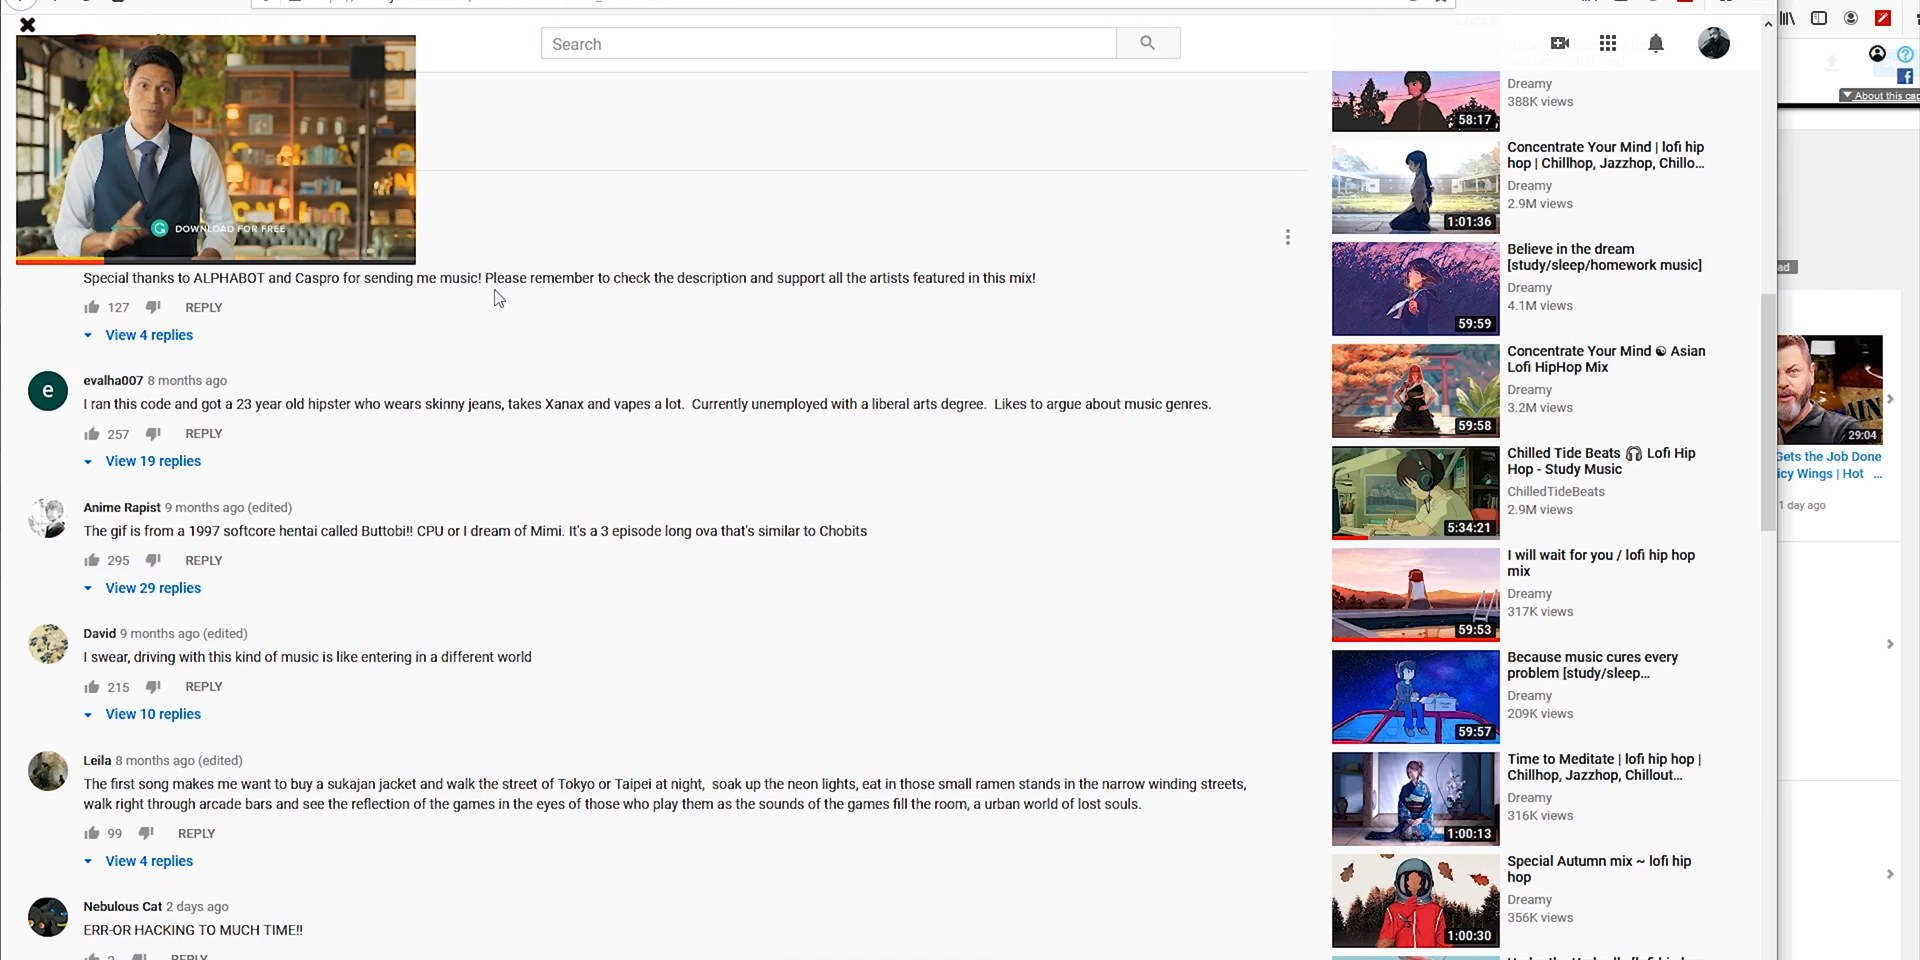 Search
About this cap
DOWNLOAD FOR FREE
Special thanks to ALPHABOT and Caspro for sending me music! Please remember to check the description and support all the artists featured in this mix!
127 REPLY
View 4 replies
evalha007 8 months ago
I ran this code and got a 23 year old hipster who wears skinny jeans, takes Xanax and vapes a lot. Currently unemployed with a liberal arts degree. Likes to argue about music genres.
257 REPLY
View 19 replies
Anime Rapist 9 months ago (edited)
The gif is from a 1997 softcore hentai called Buttobi!! CPU or I dream of Mimi. It's a 3 episode long ova that's similar to Chobits
295 REPLY
View 29 replies
David 9 months ago (edited)
I swear, driving with this kind of music is like entering in a different world
215 REPLY
View 10 replies
Leila 8 months ago (edited)
The first song makes me want to buy a sukajan jacket and walk the street of Tokyo or Taipei at night, soak up the neon lights, eat in those small ramen stands in the narrow winding streets,
walk right through arcade bars and see the reflection of the games in the eyes of those who play them as the sounds of the games fill the room, a urban world of lost souls.
99 REPLY
View 4 replies
Nebulous Cat 2 days ago
ERR-OR HACKING TO MUCH TIME!!
REPLY
Dreamy
388K views
58:17
Concentrate Your Mind | lofi hip
hop | Chillhop, Jazzhop, Chillo...
Dreamy
2.9M views
1:01:36
Believe in the dream
[study/sleep/homework music]
Dreamy
4.1M views
59:59
Concentrate Your Mind ☯ Asian
Lofi HipHop Mix
Dreamy
3.2M views
59:58
Chilled Tide Beats 🎧 Lofi Hip
Hop - Study Music
ChilledTideBeats
2.9M views
5:34:21
I will wait for you / lofi hip hop
mix
Dreamy
317K views
59:53
Because music cures every
problem [study/sleep...
Dreamy
209K views
59:57
Time to Meditate | lofi hip hop |
Chillhop, Jazzhop, Chillout...
Dreamy
316K views
1:00:13
Special Autumn mix ~ lofi hip
hop
Dreamy
356K views
1:00:30
ad
29:04
Gets the Job Done
icy Wings | Hot ...
1 day ago